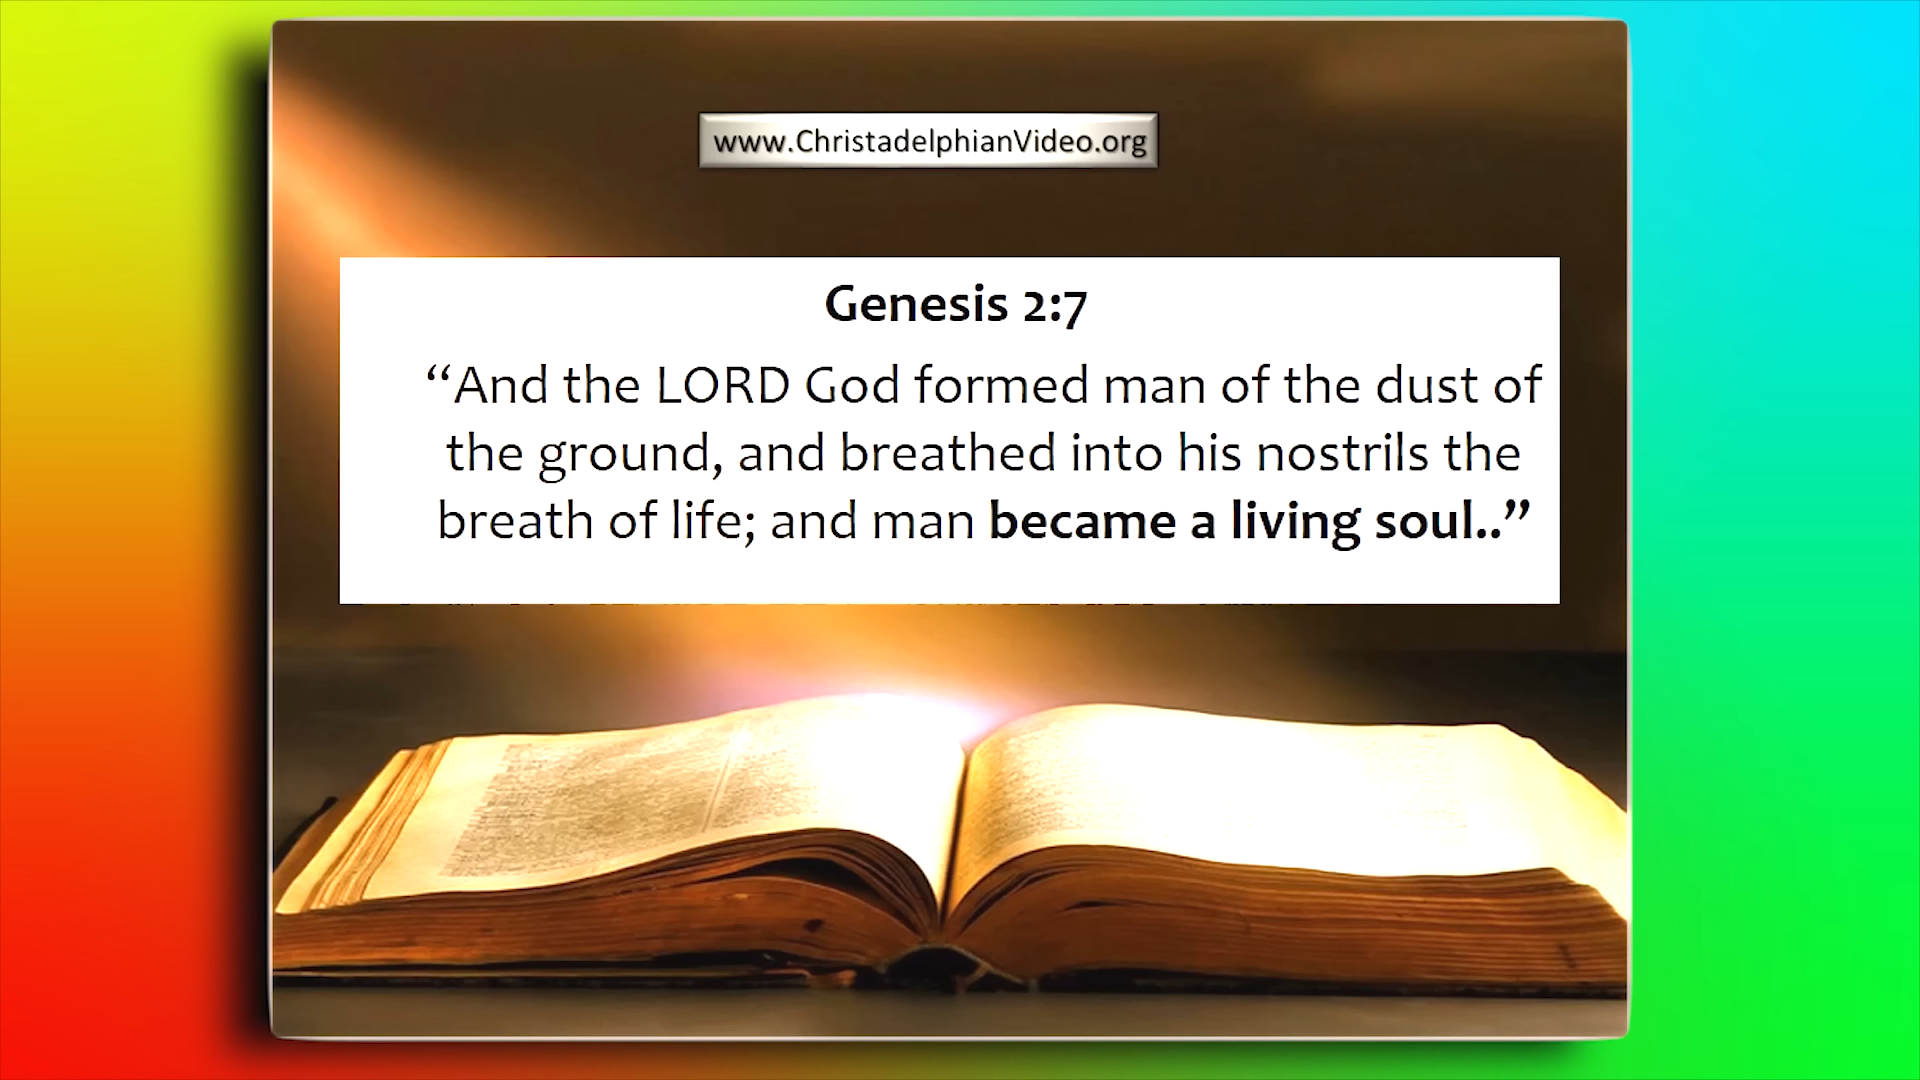 www.ChristadelphianVideo.org
Genesis 2:7
“And the LORD God formed man of the dust of
the ground, and breathed into his nostrils the
breath of life; and man became a living soul..”